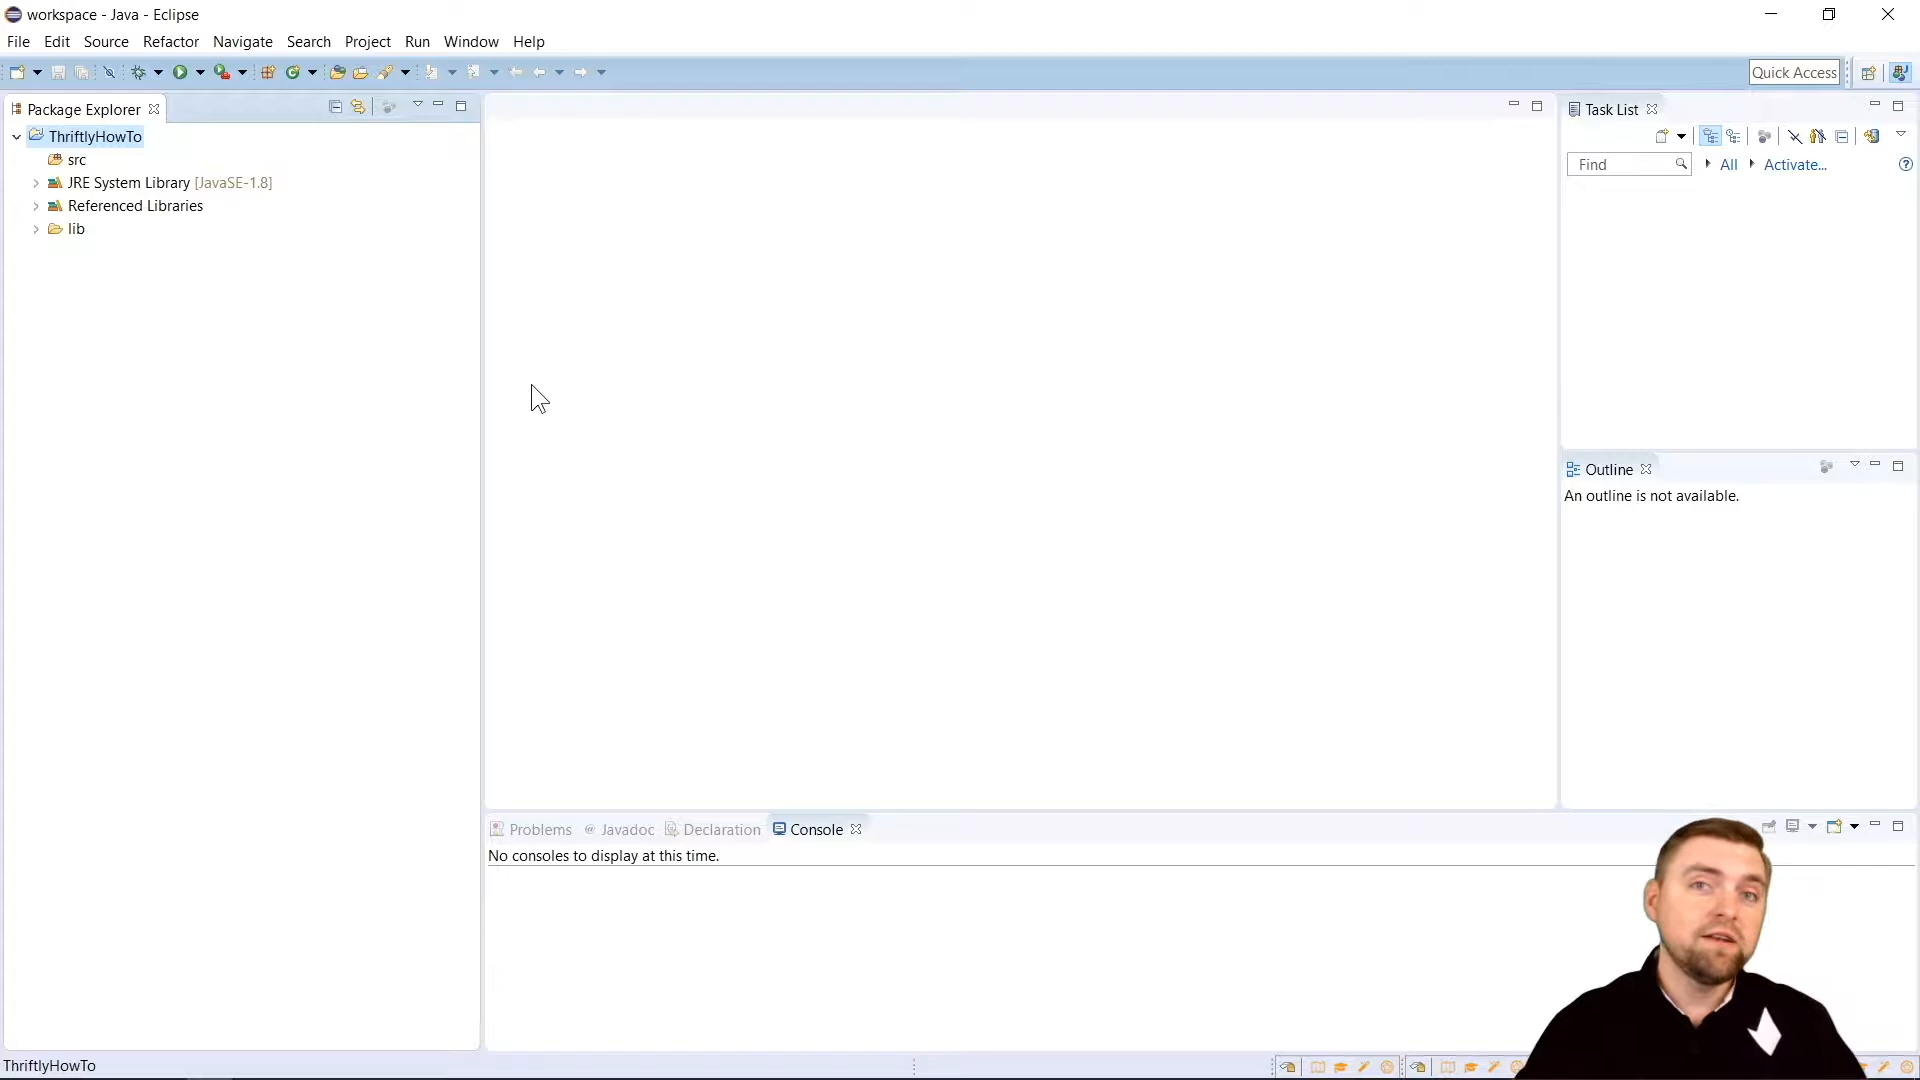 workspace - Java - Eclipse
File Edit Source Refactor Navigate Search Project Run Window Help
Quick Access
Package Explorer
ThriftlyHowTo
src
JRE System Library [JavaSE-1.8]
Referenced Libraries
lib
Task List
Find All Activate...
Outline
An outline is not available.
Problems @ Javadoc Declaration Console
No consoles to display at this time.
ThriftlyHowTo